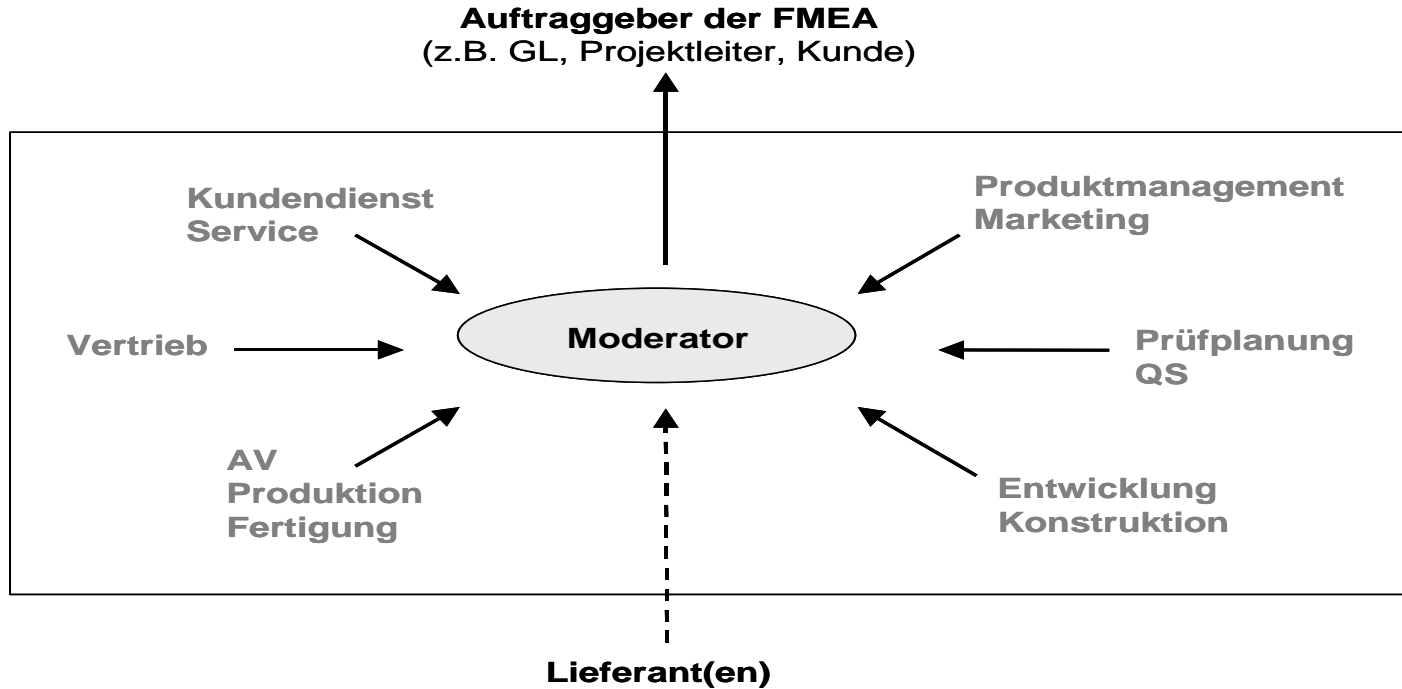 Auftraggeber der FMEA
(z.B. GL, Projektleiter, Kunde)
Kundendienst
Service
Produktmanagement
Marketing
Vertrieb
Moderator
Prüfplanung
QS
AV
Produktion
Fertigung
Entwicklung
Konstruktion
Lieferant(en)